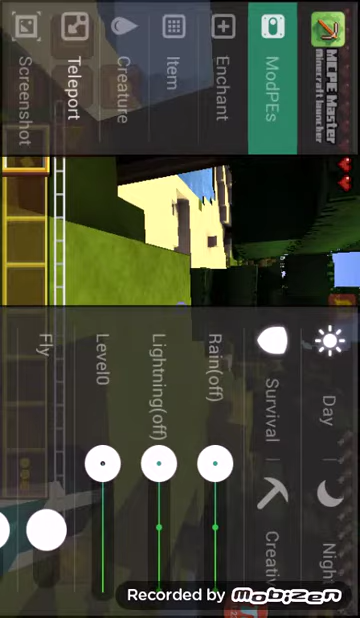 MCPE Master
minecraft launcher
ModPEs
Enchant
Item
Creature
Teleport
Screenshot
Day
Night
Survival
Creativ
Rain(off)
Lightning(off)
Level0
Fly
Recorded by Mobizen